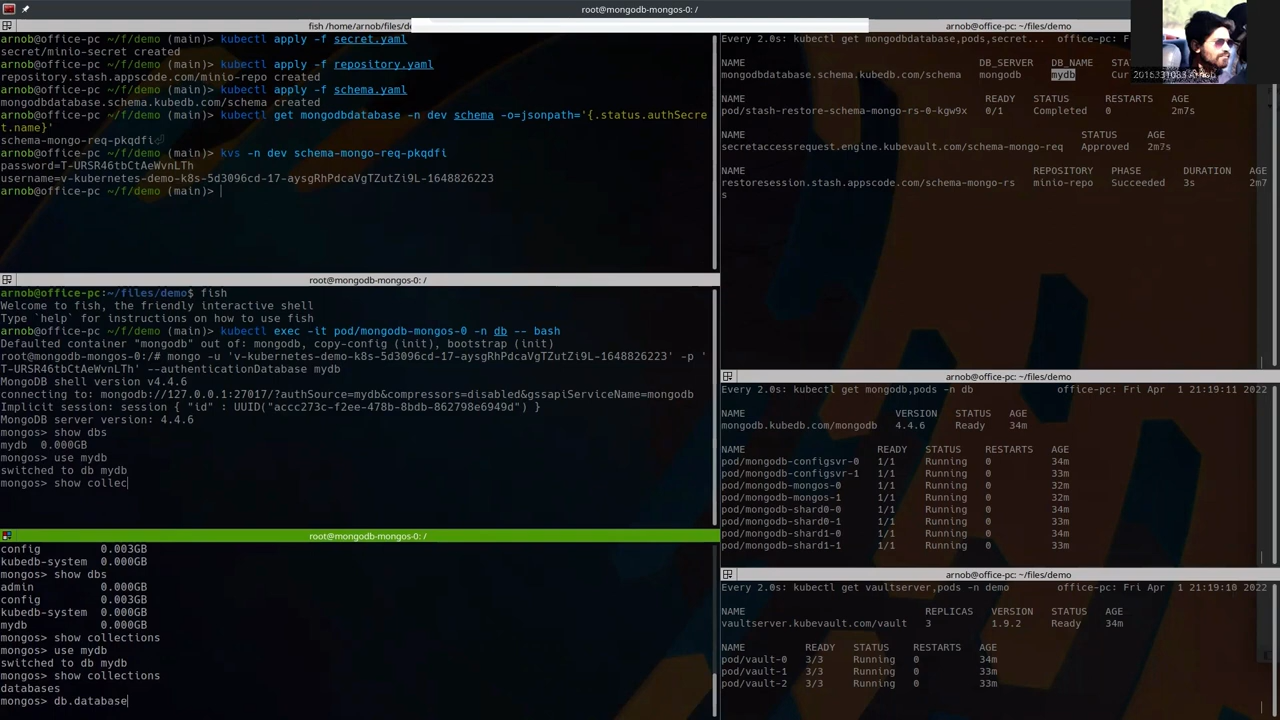 root@mongodb-mongos-0: /
fish /home/arnob/files/de
arnob@office-pc ~/f/demo (main)> kubectl apply -f secret.yaml
secret/minio-secret created
arnob@office-pc ~/f/demo (main)> kubectl apply -f repository.yaml
repository.stash.appscode.com/minio-repo created
arnob@office-pc ~/f/demo (main)> kubectl apply -f schema.yaml
mongodbdatabase.schema.kubedb.com/schema created
arnob@office-pc ~/f/demo (main)> kubectl get mongodbdatabase -n dev schema -o=jsonpath='{.status.authSecre
t.name}'
schema-mongo-req-pkqdfi⏎
arnob@office-pc ~/f/demo (main)> kvs -n dev schema-mongo-req-pkqdfi
password=T-URSR46tbCtAeWvnLTh
username=v-kubernetes-demo-k8s-5d3096cd-17-aysgRhPdcaVgTZutZi9L-1648826223
arnob@office-pc ~/f/demo (main)>
root@mongodb-mongos-0: /
arnob@office-pc:~/files/demo$ fish
Welcome to fish, the friendly interactive shell
Type `help` for instructions on how to use fish
arnob@office-pc ~/f/demo (main)> kubectl exec -it pod/mongodb-mongos-0 -n db -- bash
Defaulted container "mongodb" out of: mongodb, copy-config (init), bootstrap (init)
root@mongodb-mongos-0:/# mongo -u 'v-kubernetes-demo-k8s-5d3096cd-17-aysgRhPdcaVgTZutZi9L-1648826223' -p '
T-URSR46tbCtAeWvnLTh' --authenticationDatabase mydb
MongoDB shell version v4.4.6
connecting to: mongodb://127.0.0.1:27017/?authSource=mydb&compressors=disabled&gssapiServiceName=mongodb
Implicit session: session { "id" : UUID("accc273c-f2ee-478b-8bdb-862798e6949d") }
MongoDB server version: 4.4.6
mongos> show dbs
mydb  0.000GB
mongos> use mydb
switched to db mydb
mongos> show collec
root@mongodb-mongos-0: /
config         0.003GB
kubedb-system  0.000GB
mongos> show dbs
admin          0.000GB
config         0.003GB
kubedb-system  0.000GB
mydb           0.000GB
mongos> show collections
mongos> use mydb
switched to db mydb
mongos> show collections
databases
mongos> db.database
arnob@office-pc: ~/files/demo
Every 2.0s: kubectl get mongodbdatabase,pods,secret... office-pc: F
NAME DB_SERVER DB_NAME STA
mongodbdatabase.schema.kubedb.com/schema mongodb mydb Cur
NAME READY STATUS RESTARTS AGE
pod/stash-restore-schema-mongo-rs-0-kgw9x 0/1 Completed 0 2m7s
NAME STATUS AGE
secretaccessrequest.engine.kubevault.com/schema-mongo-req Approved 2m7s
NAME REPOSITORY PHASE DURATION AGE
restoresession.stash.appscode.com/schema-mongo-rs minio-repo Succeeded 3s 2m7
s
arnob@office-pc: ~/files/demo
Every 2.0s: kubectl get mongodb,pods -n db office-pc: Fri Apr  1 21:19:11 2022
NAME VERSION STATUS AGE
mongodb.kubedb.com/mongodb 4.4.6 Ready 34m
NAME READY STATUS RESTARTS AGE
pod/mongodb-configsvr-0 1/1 Running 0 34m
pod/mongodb-configsvr-1 1/1 Running 0 33m
pod/mongodb-mongos-0 1/1 Running 0 32m
pod/mongodb-mongos-1 1/1 Running 0 32m
pod/mongodb-shard0-0 1/1 Running 0 34m
pod/mongodb-shard0-1 1/1 Running 0 33m
pod/mongodb-shard1-0 1/1 Running 0 34m
pod/mongodb-shard1-1 1/1 Running 0 33m
arnob@office-pc: ~/files/demo
Every 2.0s: kubectl get vaultserver,pods -n demo office-pc: Fri Apr  1 21:19:10 2022
NAME REPLICAS VERSION STATUS AGE
vaultserver.kubevault.com/vault 3 1.9.2 Ready 34m
NAME READY STATUS RESTARTS AGE
pod/vault-0 3/3 Running 0 34m
pod/vault-1 3/3 Running 0 33m
pod/vault-2 3/3 Running 0 33m